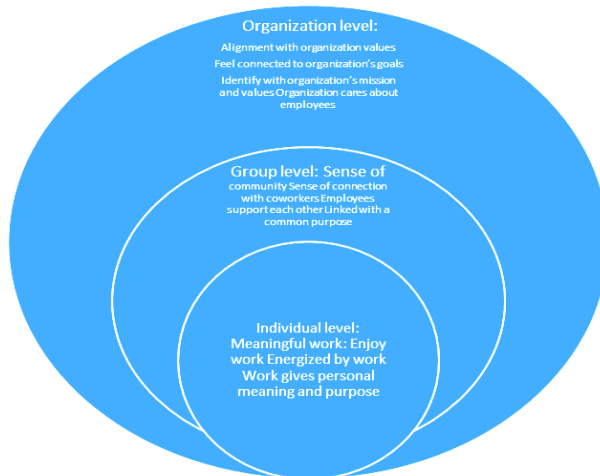 Organization level:
Alignment with organization values
Feel connected to organization's goals
Identify with organization's mission
and values Organization cares about
employees
Group level: Sense of
community Sense of connection
with coworkers Employees
support each other Linked with a
common purpose
Individual level:
Meaningful work: Enjoy
work Energized by work
Work gives personal
meaning and purpose